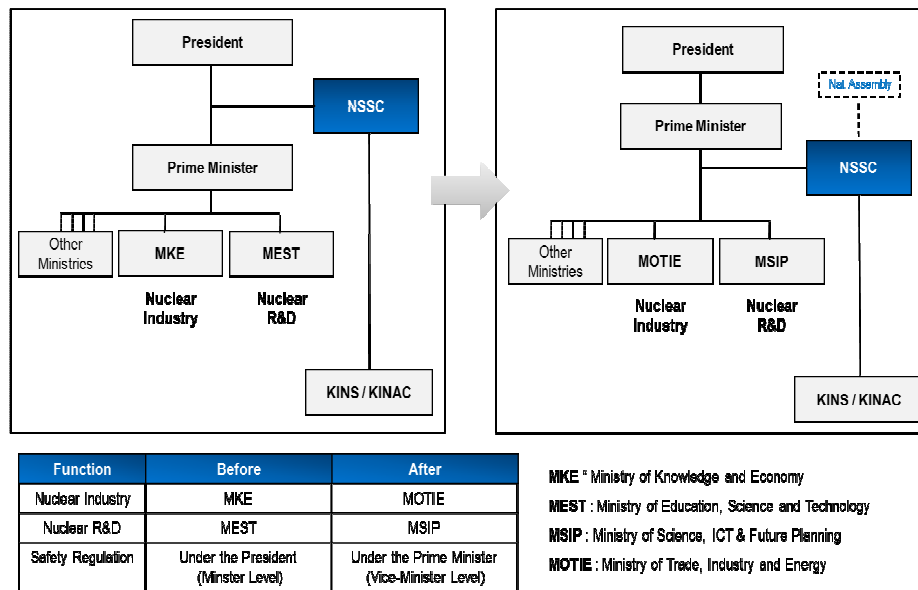 President
NSSC
Prime Minister
Other
Ministries
MKE
MEST
Nuclear
Industry
Nuclear
R&D
KINS / KINAC
President
Nat. Assembly
Prime Minister
NSSC
Other
Ministries
MOTIE
MSIP
Nuclear
Industry
Nuclear
R&D
KINS / KINAC
Function Before After
Nuclear Industry MKE MOTIE
Nuclear R&D MEST MSIP
Safety Regulation Under the President Under the Prime Minister
(Minster Level) (Vice-Minister Level)
MKE " Ministry of Knowledge and Economy
MEST : Ministry of Education, Science and Technology
MSIP : Ministry of Science, ICT & Future Planning
MOTIE : Ministry of Trade, Industry and Energy